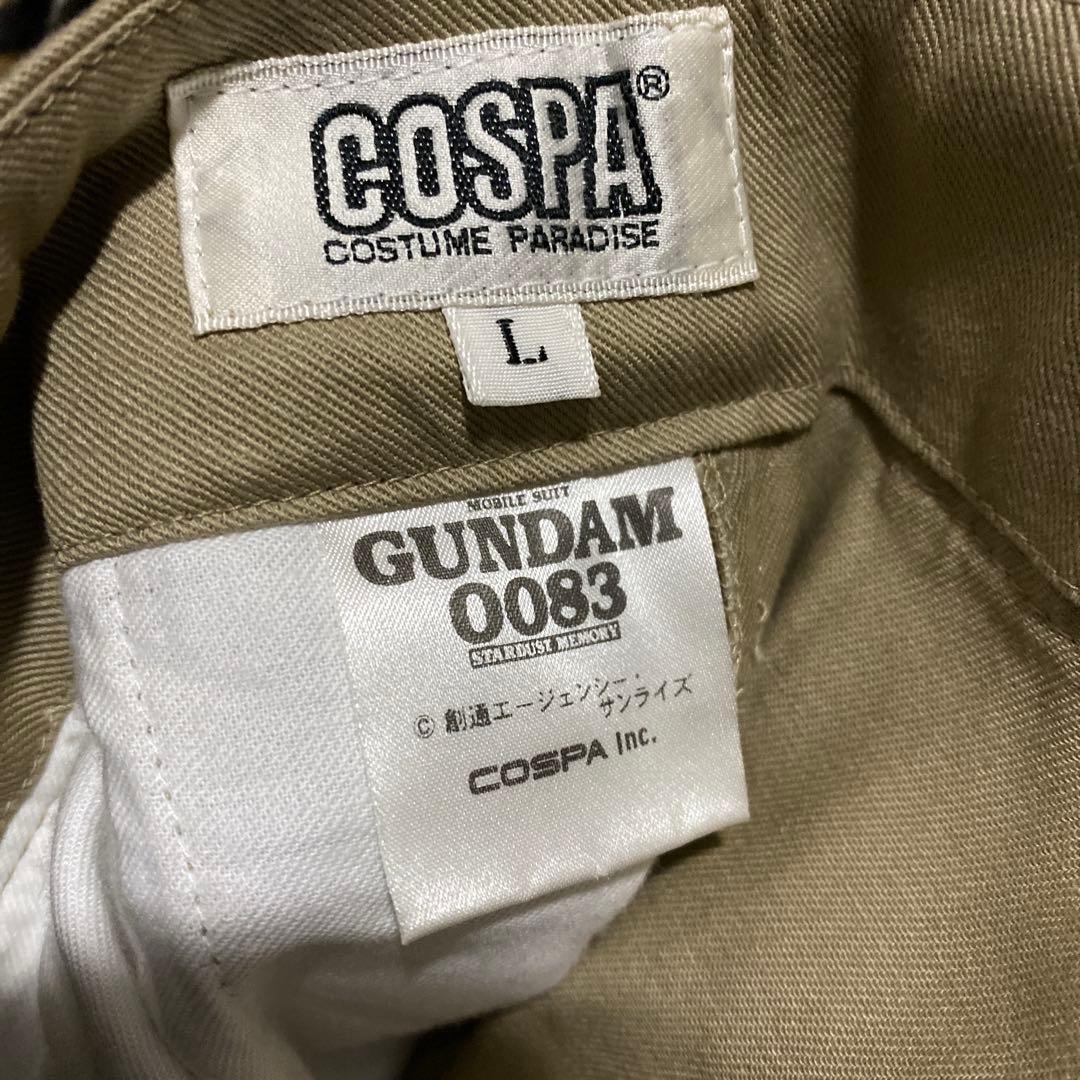 COSPA®
COSTUME PARADISE
L
MOBILE SUIT
GUNDAM
0083
STARDUST MEMORY
© 創通エージェンシー・
サンライズ
COSPA Inc.